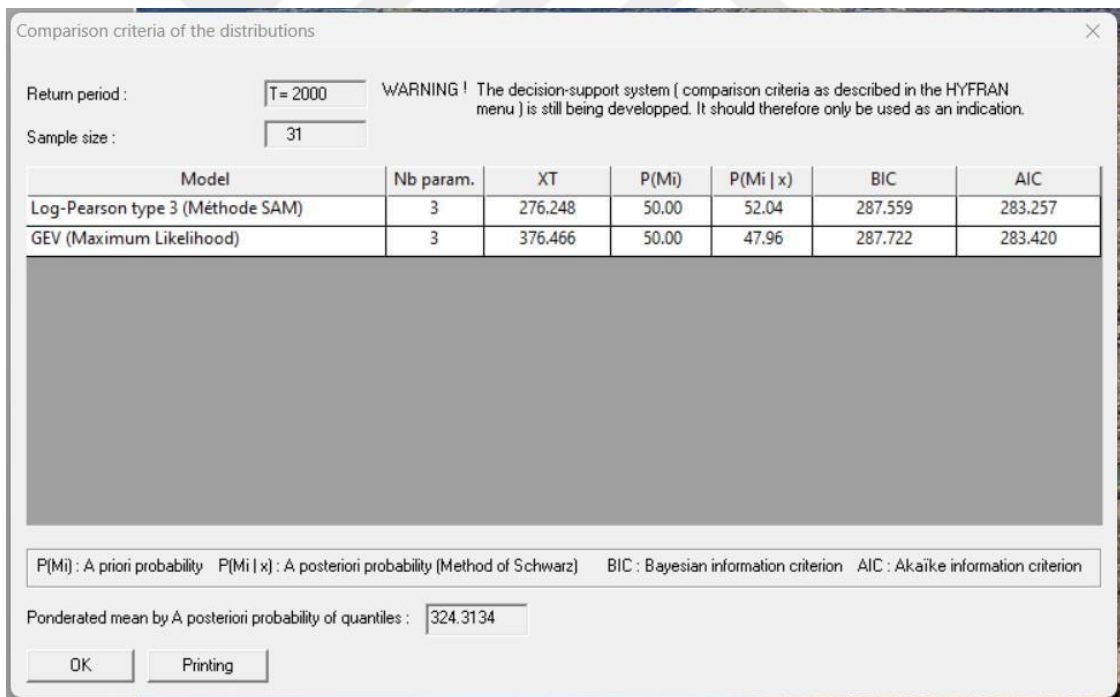 Comparison criteria of the distributions
Return period : T= 2000 WARNING ! The decision-support system ( comparison criteria as described in the HYFRAN
menu ) is still being developped. It should therefore only be used as an indication.
Sample size : 31
Model Nb param. XT P(Mi) P(Mi | x) BIC AIC
Log-Pearson type 3 (Méthode SAM) 3 276.248 50.00 52.04 287.559 283.257
GEV (Maximum Likelihood) 3 376.466 50.00 47.96 287.722 283.420
P(Mi) : A priori probability P(Mi | x) : A posteriori probability (Method of Schwarz) BIC : Bayesian information criterion AIC : Akaïke information criterion
Ponderated mean by A posteriori probability of quantiles : 324.3134
OK Printing